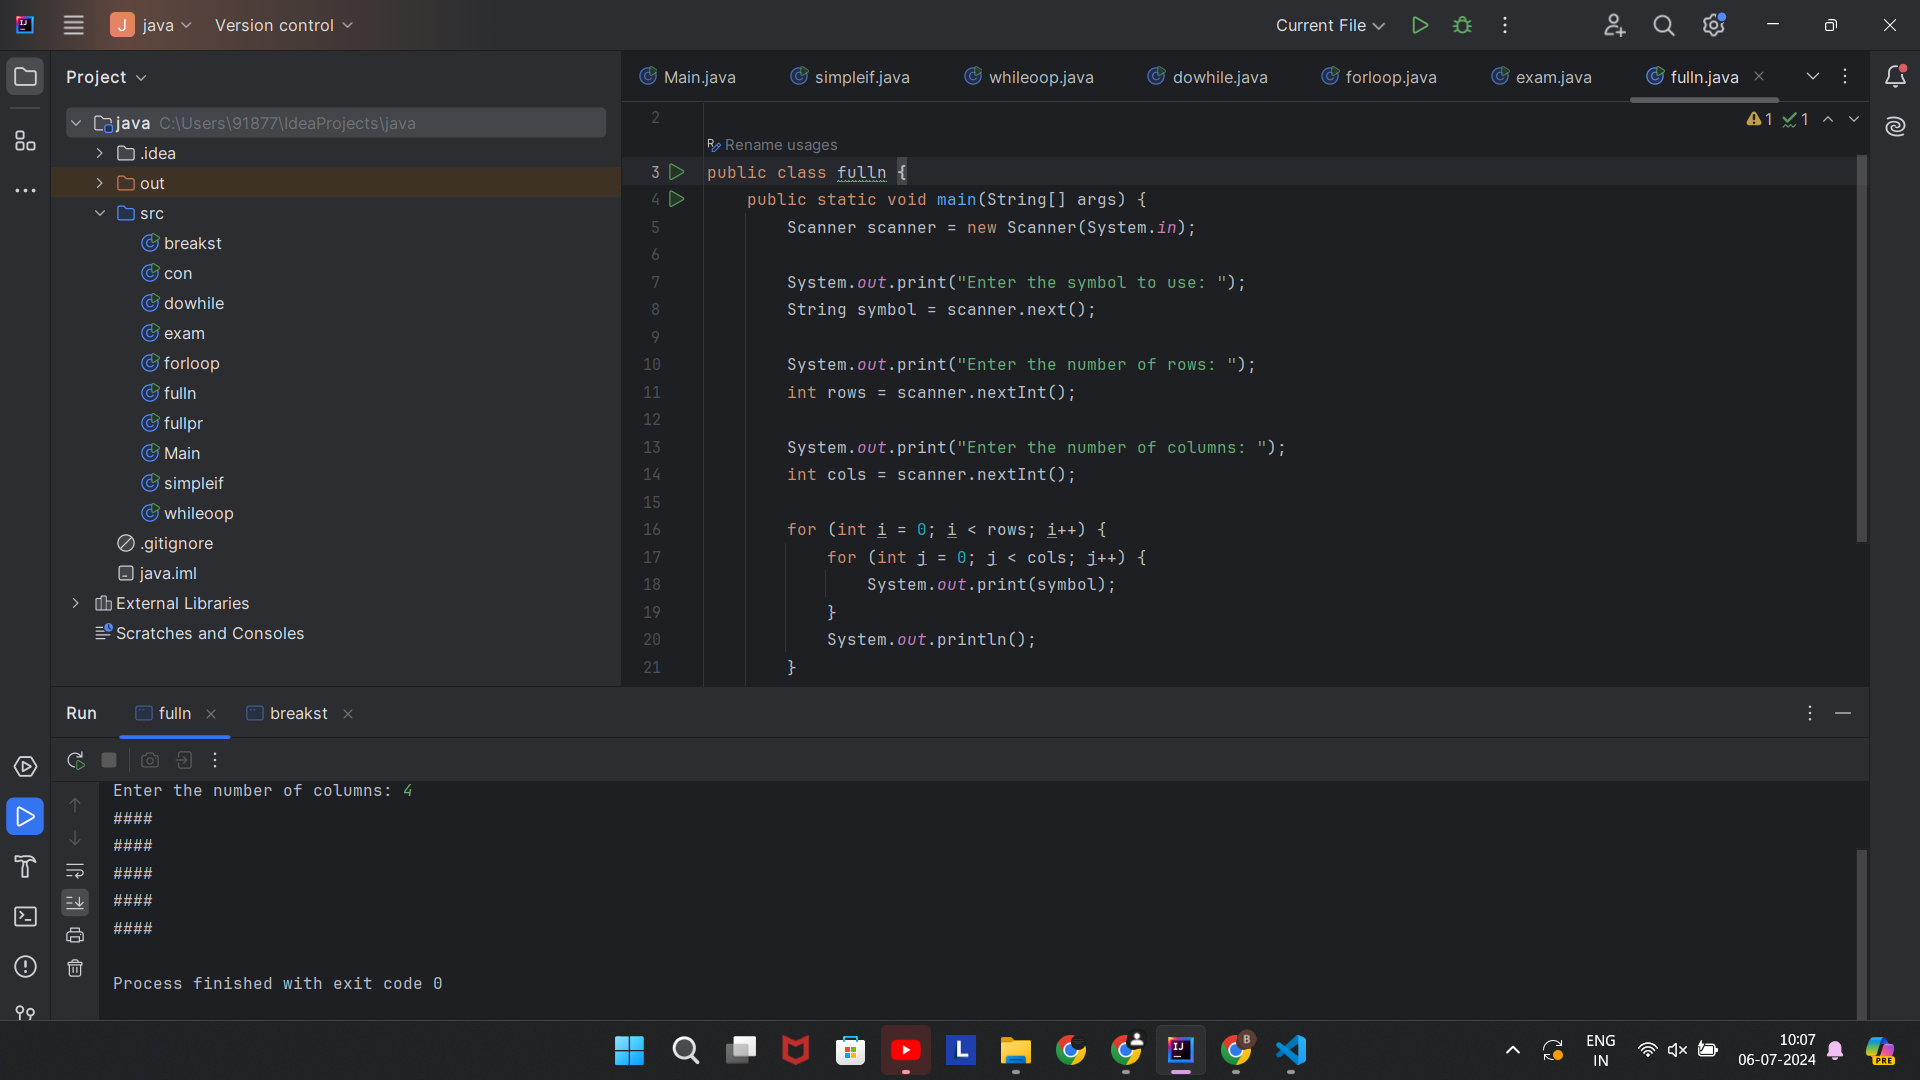 J java Version control Current File
Project
Main.java simpleif.java whileoop.java dowhile.java forloop.java exam.java fulln.java
java C:\Users\91877\IdeaProjects\java
.idea
out
src
breakst
con
dowhile
exam
forloop
fulln
fullpr
Main
simpleif
whileoop
.gitignore
java.iml
External Libraries
Scratches and Consoles
1 1
2
Rename usages
3 public class fulln {
4 public static void main(String[] args) {
5 Scanner scanner = new Scanner(System.in);
6
7 System.out.print("Enter the symbol to use: ");
8 String symbol = scanner.next();
9
10 System.out.print("Enter the number of rows: ");
11 int rows = scanner.nextInt();
12
13 System.out.print("Enter the number of columns: ");
14 int cols = scanner.nextInt();
15
16 for (int i = 0; i < rows; i++) {
17 for (int j = 0; j < cols; j++) {
18 System.out.print(symbol);
19 }
20 System.out.println();
21 }
Run fulln breakst
Enter the number of columns: 4
####
####
####
####
####
Process finished with exit code 0
ENG
IN
10:07
06-07-2024